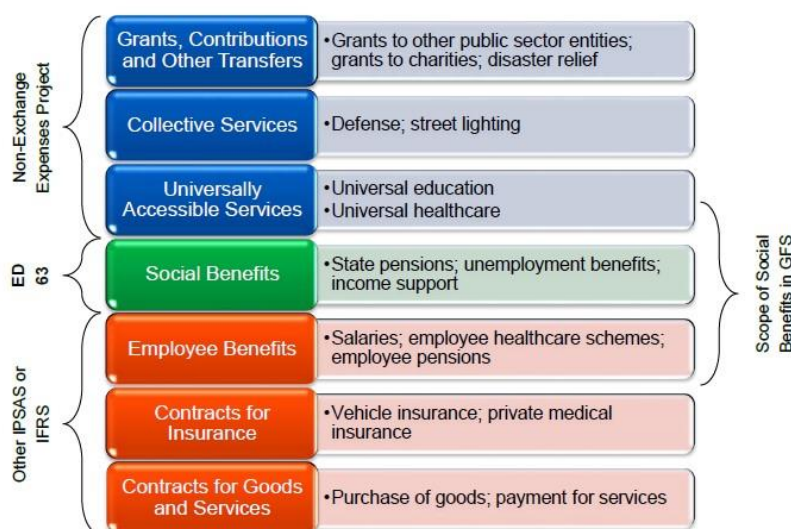 Non-Exchange
Expenses Project
Grants, Contributions
and Other Transfers
•Grants to other public sector entities;
grants to charities; disaster relief
Collective Services
•Defense; street lighting
Universally
Accessible Services
•Universal education
•Universal healthcare
ED
63
Social Benefits
•State pensions; unemployment benefits;
income support
Scope of Social
Benefits in GFS
Other IPSAS or
IFRS
Employee Benefits
•Salaries; employee healthcare schemes;
employee pensions
Contracts for
Insurance
•Vehicle insurance; private medical
insurance
Contracts for Goods
and Services
•Purchase of goods; payment for services